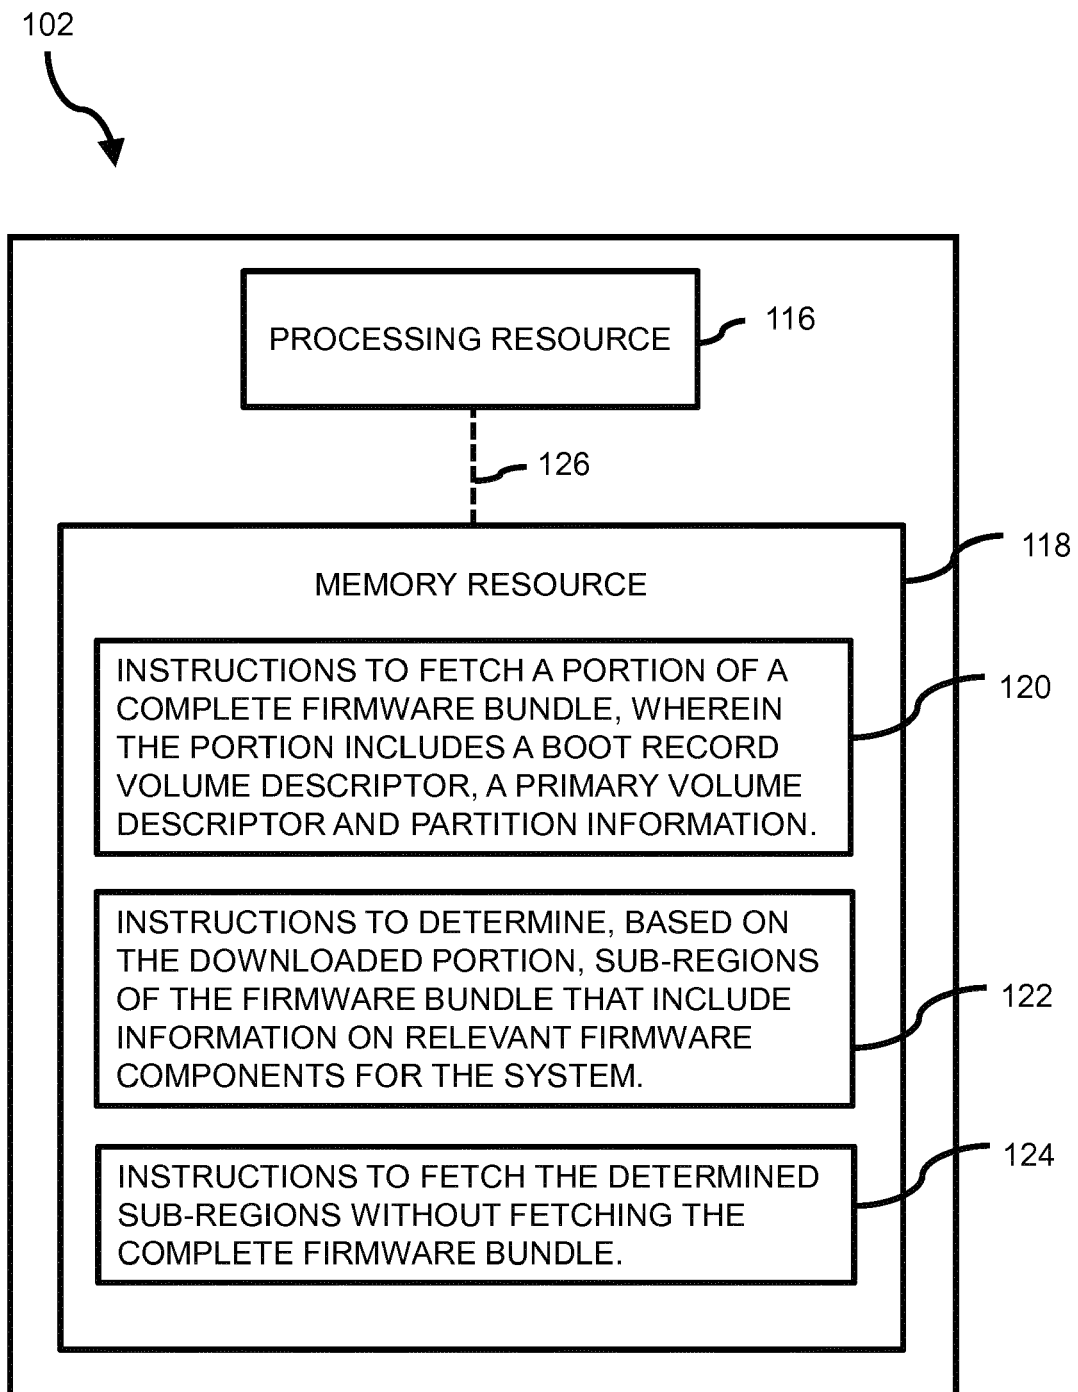 102
PROCESSING RESOURCE
116
126
118
MEMORY RESOURCE
INSTRUCTIONS TO FETCH A PORTION OF A
COMPLETE FIRMWARE BUNDLE, WHEREIN
THE PORTION INCLUDES A BOOT RECORD
VOLUME DESCRIPTOR, A PRIMARY VOLUME
DESCRIPTOR AND PARTITION INFORMATION.
120
INSTRUCTIONS TO DETERMINE, BASED ON
THE DOWNLOADED PORTION, SUB-REGIONS
OF THE FIRMWARE BUNDLE THAT INCLUDE
INFORMATION ON RELEVANT FIRMWARE
COMPONENTS FOR THE SYSTEM.
122
INSTRUCTIONS TO FETCH THE DETERMINED
SUB-REGIONS WITHOUT FETCHING THE
COMPLETE FIRMWARE BUNDLE.
124